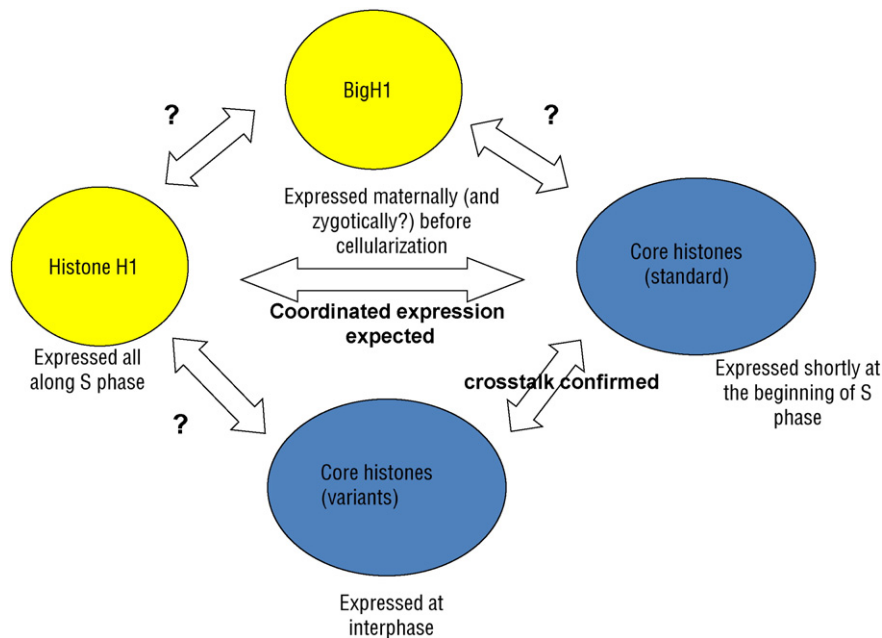 BigH1
?
?
Expressed maternally (and
zygotically?) before
cellularization
Histone H1
Core histones
(standard)
Coordinated expression
expected
Expressed all
along S phase
crosstalk confirmed
Expressed shortly at
the beginning of S
phase
?
Core histones
(variants)
Expressed at
interphase